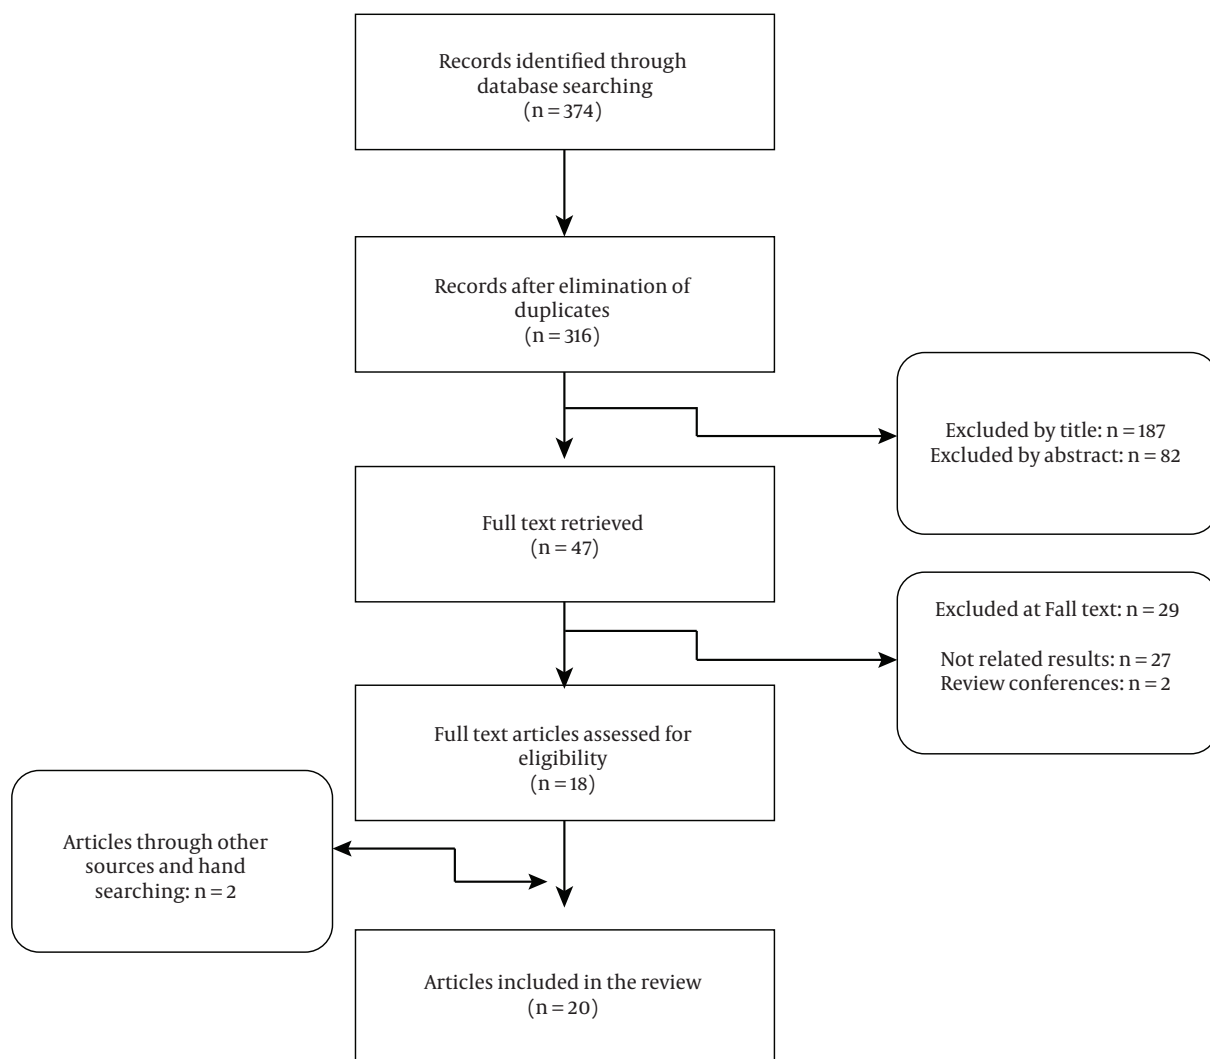 Records identified through
database searching
(n = 374)
Records after elimination of
duplicates
(n = 316)
Excluded by title: n = 187
Excluded by abstract: n = 82
Full text retrieved
(n = 47)
Excluded at Fall text: n = 29
Not related results: n = 27
Review conferences: n = 2
Full text articles assessed for
eligibility
(n = 18)
Articles through other
sources and hand
searching: n = 2
Articles included in the review
(n = 20)